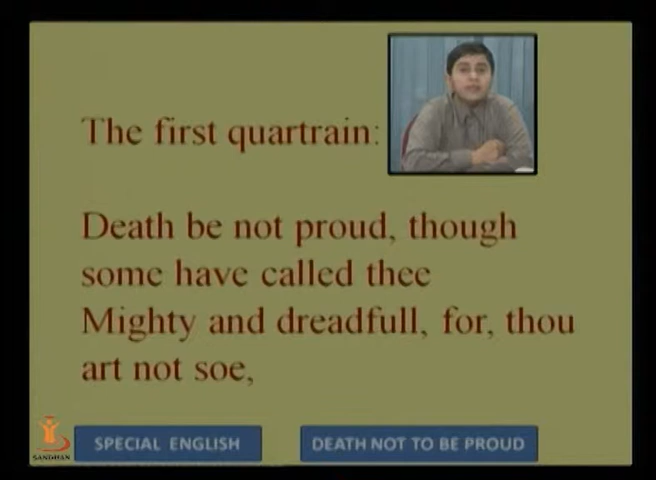 The first quartrain:
Death be not proud, though
some have called thee
Mighty and dreadfull, for, thou
art not soe,
SANDHAN
SPECIAL ENGLISH
DEATH NOT TO BE PROUD